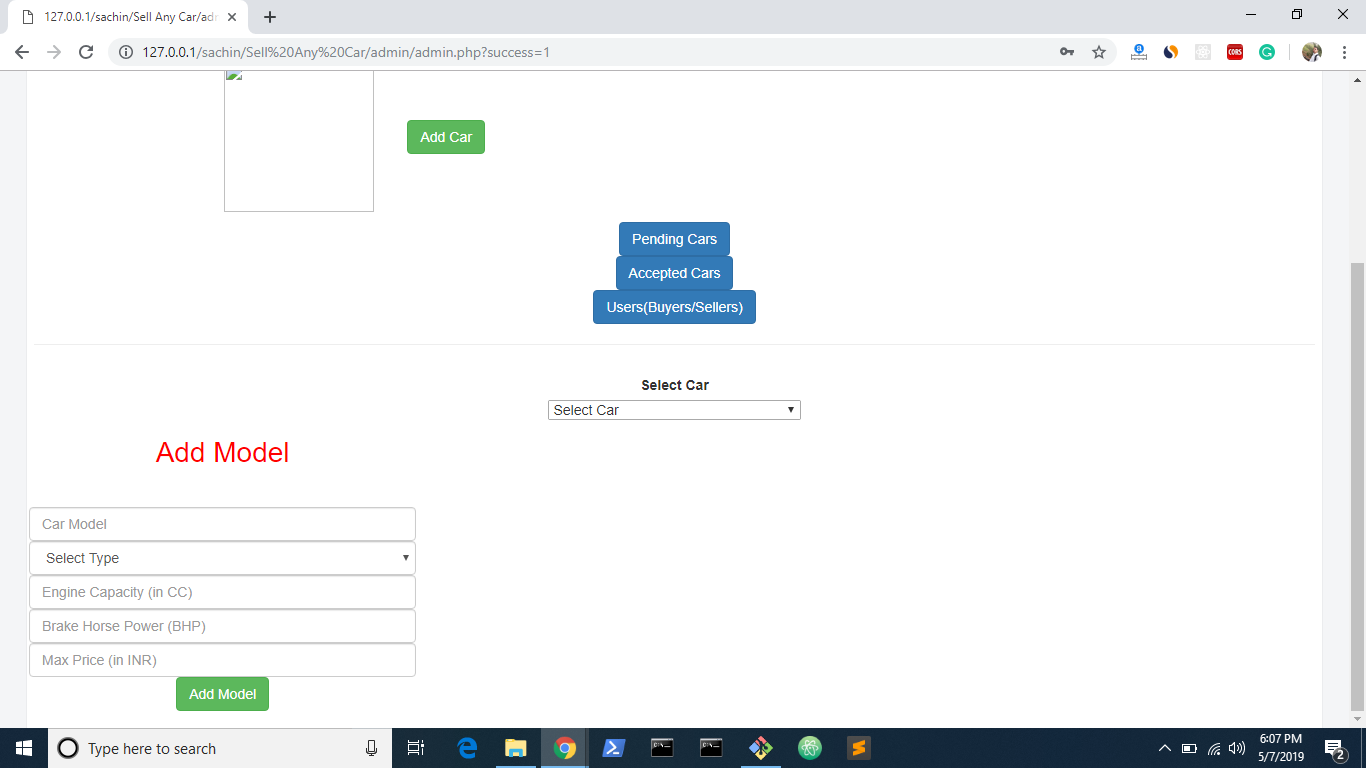 127.0.0.1/sachin/Sell Any Car/adm
127.0.0.1/sachin/Sell%20Any%20Car/admin/admin.php?success=1
CORS
Add Car
Pending Cars
Accepted Cars
Users(Buyers/Sellers)
Select Car
Select Car
Add Model
Car Model
Select Type
Engine Capacity (in CC)
Brake Horse Power (BHP)
Max Price (in INR)
Add Model
Type here to search
6:07 PM
5/7/2019
2